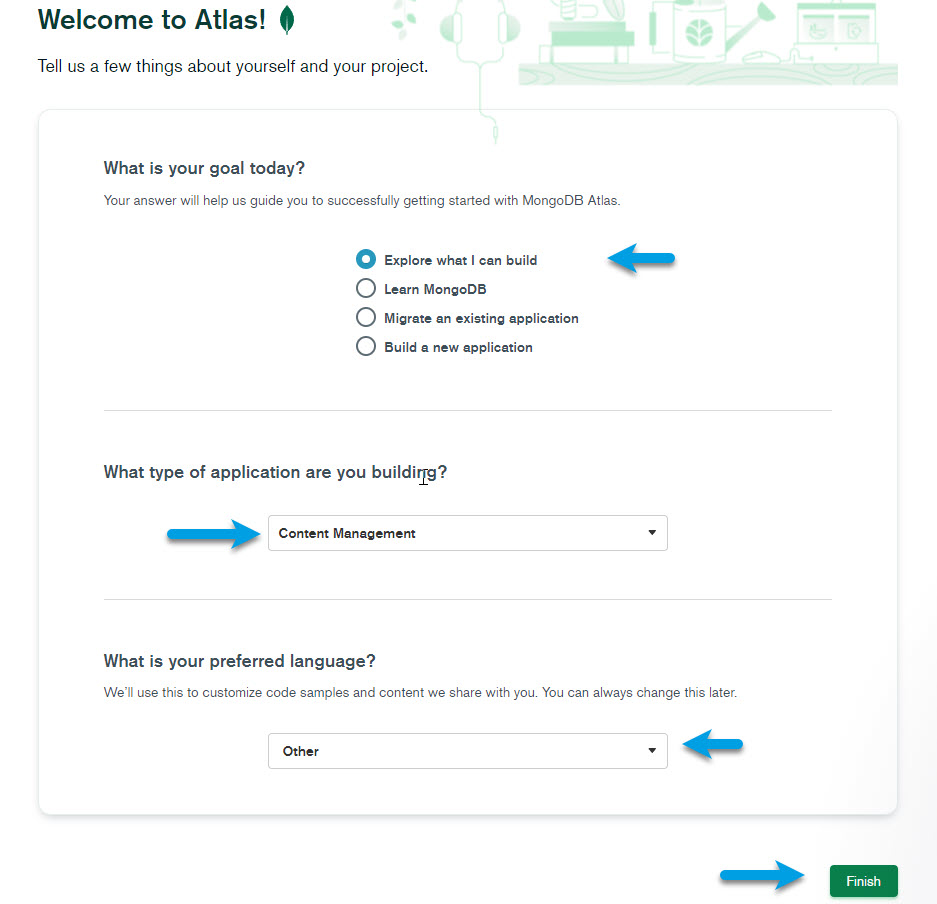 Welcome to Atlas!
Tell us a few things about yourself and your project.
What is your goal today?
Your answer will help us guide you to successfully getting started with MongoDB Atlas.
Explore what I can build
Learn MongoDB
Migrate an existing application
Build a new application
What type of application are you building?
Content Management
What is your preferred language?
We'll use this to customize code samples and content we share with you. You can always change this later.
Other
Finish